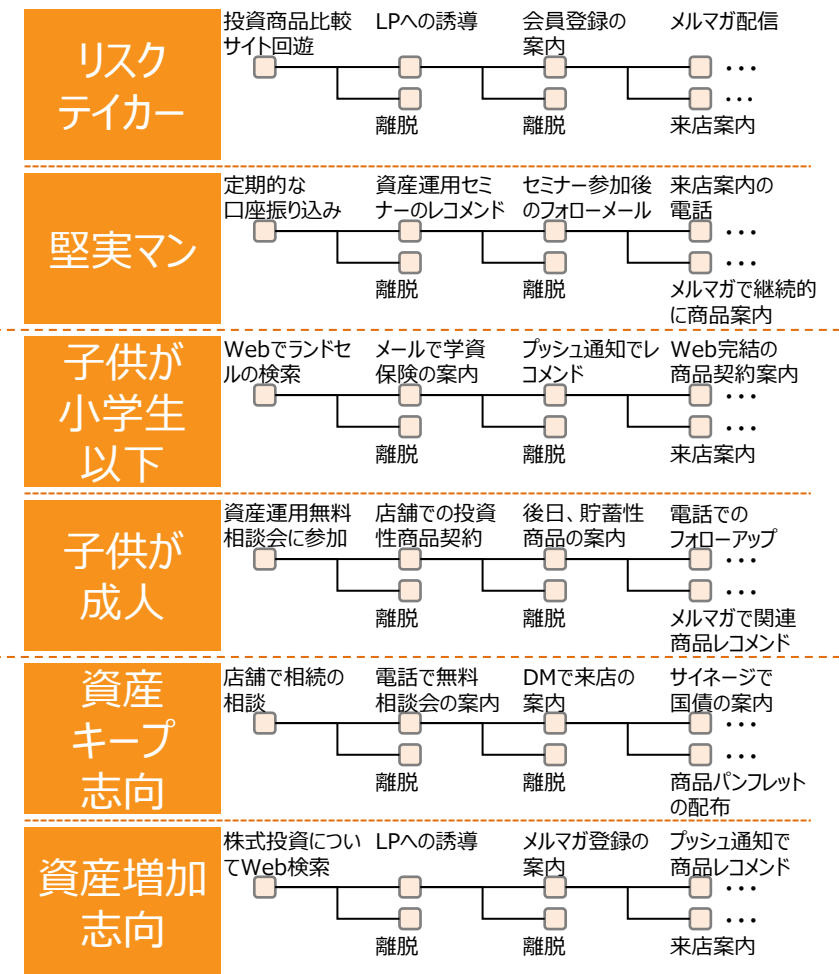 リスク
テイカー
投資商品比較
サイト回遊
LPへの誘導
会員登録の
案内
メルマガ配信
・・・
・・・
離脱
離脱
来店案内
堅実マン
定期的な
口座振り込み
資産運用セミ
ナーのレコメンド
セミナー参加後
のフォローメール
来店案内の
電話
・・・
・・・
離脱
離脱
メルマガで継続的
に商品案内
子供が
小学生
以下
Webでランドセ
ルの検索
メールで学資
保険の案内
プッシュ通知でレ
コメンド
Web完結の
商品契約案内
・・・
・・・
離脱
離脱
来店案内
子供が
成人
資産運用無料
相談会に参加
店舗での投資
性商品契約
後日、貯蓄性
商品の案内
電話での
フォローアップ
・・・
・・・
離脱
離脱
メルマガで関連
商品レコメンド
資産
キープ
志向
店舗で相続の
相談
電話で無料
相談会の案内
DMで来店の
案内
サイネージで
国債の案内
・・・
・・・
離脱
離脱
商品パンフレット
の配布
資産増加
志向
株式投資につい
てWeb検索
LPへの誘導
メルマガ登録の
案内
プッシュ通知で
商品レコメンド
・・・
・・・
離脱
離脱
来店案内